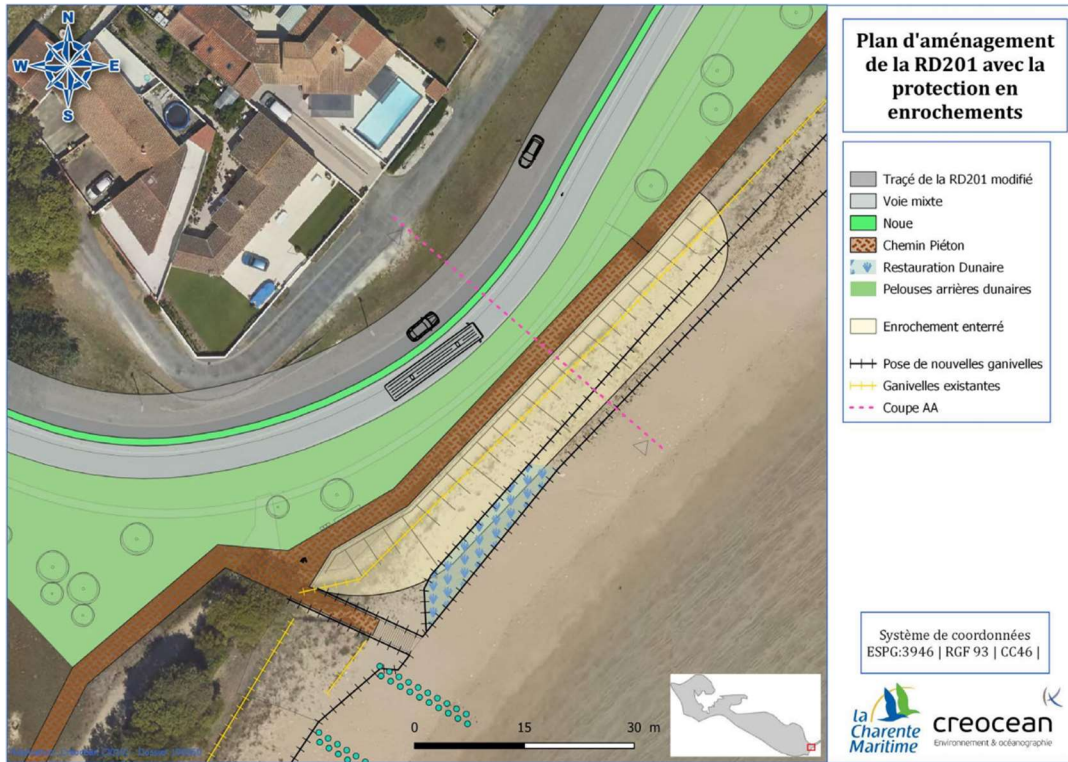 N
W E
S
Plan d'aménagement
de la RD201 avec la
protection en
enrochements
Traçé de la RD201 modifié
Voie mixte
Noue
Chemin Piéton
Restauration Dunaire
Pelouses arrières dunaires
Enrochement enterré
Pose de nouvelles ganivelles
Ganivelles existantes
Coupe AA
Système de coordonnées
ESPG:3946 | RGF 93 | CC46 |
0 15 30 m
la
Charente
Maritime
creocean
Environnement & océanographie